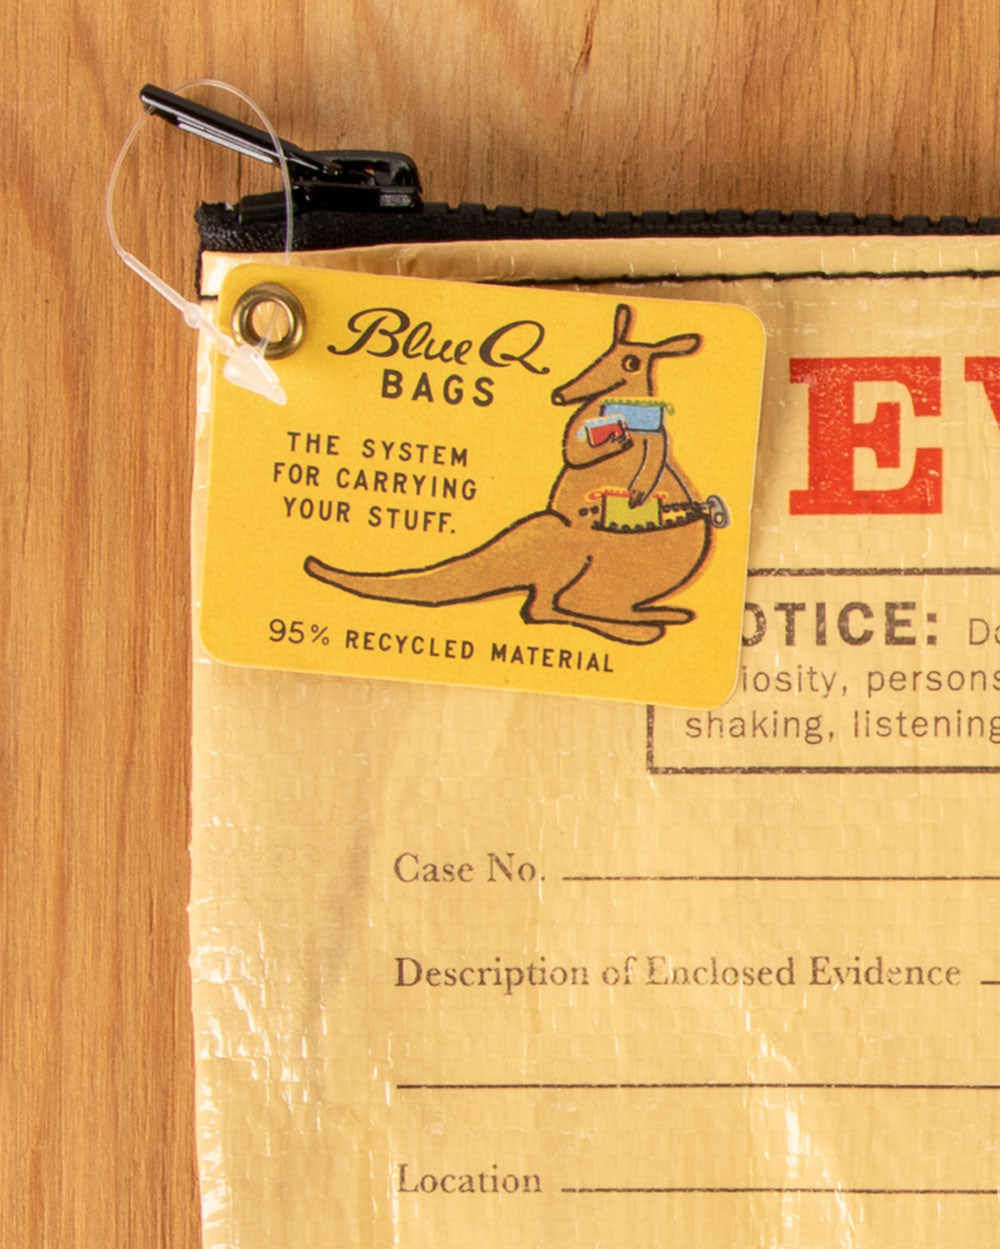 Blue Q
BAGS
THE SYSTEM
FOR CARRYING
YOUR STUFF.
95% RECYCLED MATERIAL
E
OTICE:
iosity, persons
shaking, listening
Case No.
Description of Enclosed Evidence
Location